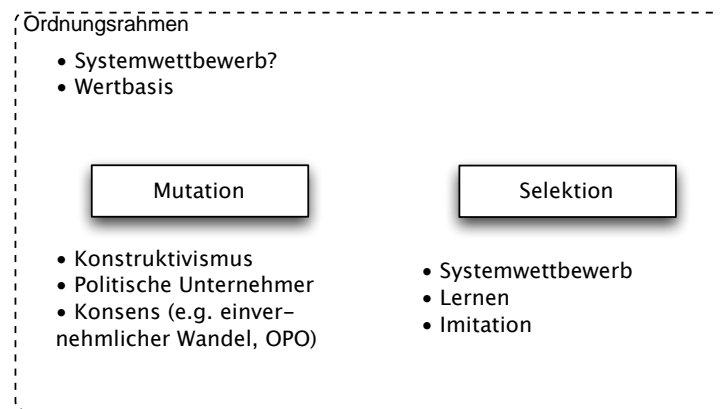 Ordnungsrahmen
• Systemwettbewerb?
• Wertbasis
Mutation
Selektion
• Konstruktivismus
• Politische Unternehmer
• Konsens (e.g. einver–
nehmlicher Wandel, OPO)
• Systemwettbewerb
• Lernen
• Imitation